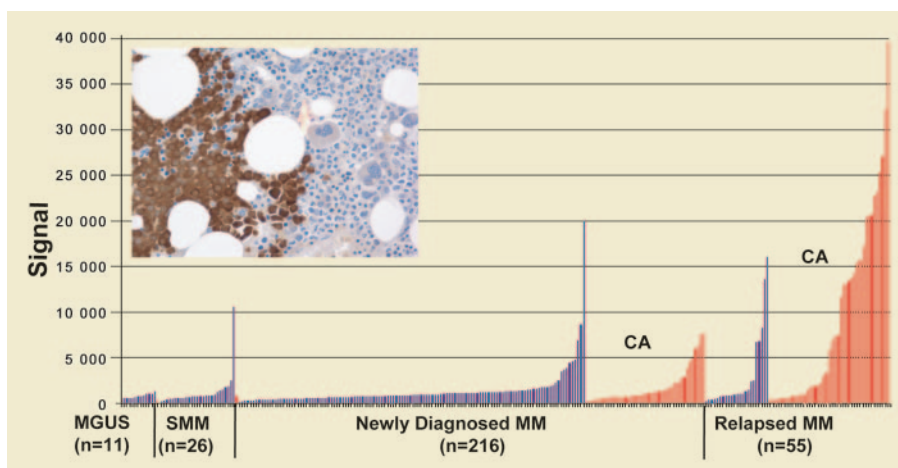 40 000
35 000
30 000
25 000
20 000
15 000
10 000
5 000
0
Signal
CA
CA
MGUS
(n=11)
SMM
(n=26)
Newly Diagnosed MM
(n=216)
Relapsed MM
(n=55)